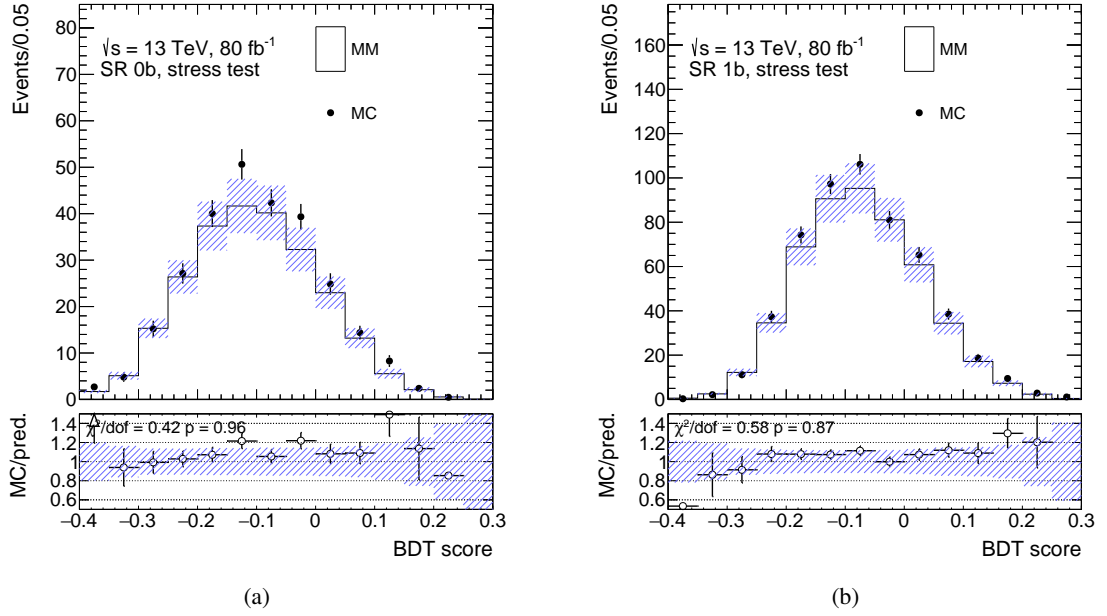 Events/0.05
80
70
60
50
40
30
20
10
0
√s = 13 TeV, 80 fb-1
SR 0b, stress test
MM
MC
MC/pred.
1.4
1.2
1
0.8
0.6
χ2/dof = 0.42 p = 0.96
−0.4 −0.3 −0.2 −0.1 0 0.1 0.2 0.3
BDT score
(a)
Events/0.05
160
140
120
100
80
60
40
20
0
√s = 13 TeV, 80 fb-1
SR 1b, stress test
MM
MC
MC/pred.
1.4
1.2
1
0.8
0.6
χ2/dof = 0.58 p = 0.87
−0.4 −0.3 −0.2 −0.1 0 0.1 0.2 0.3
BDT score
(b)